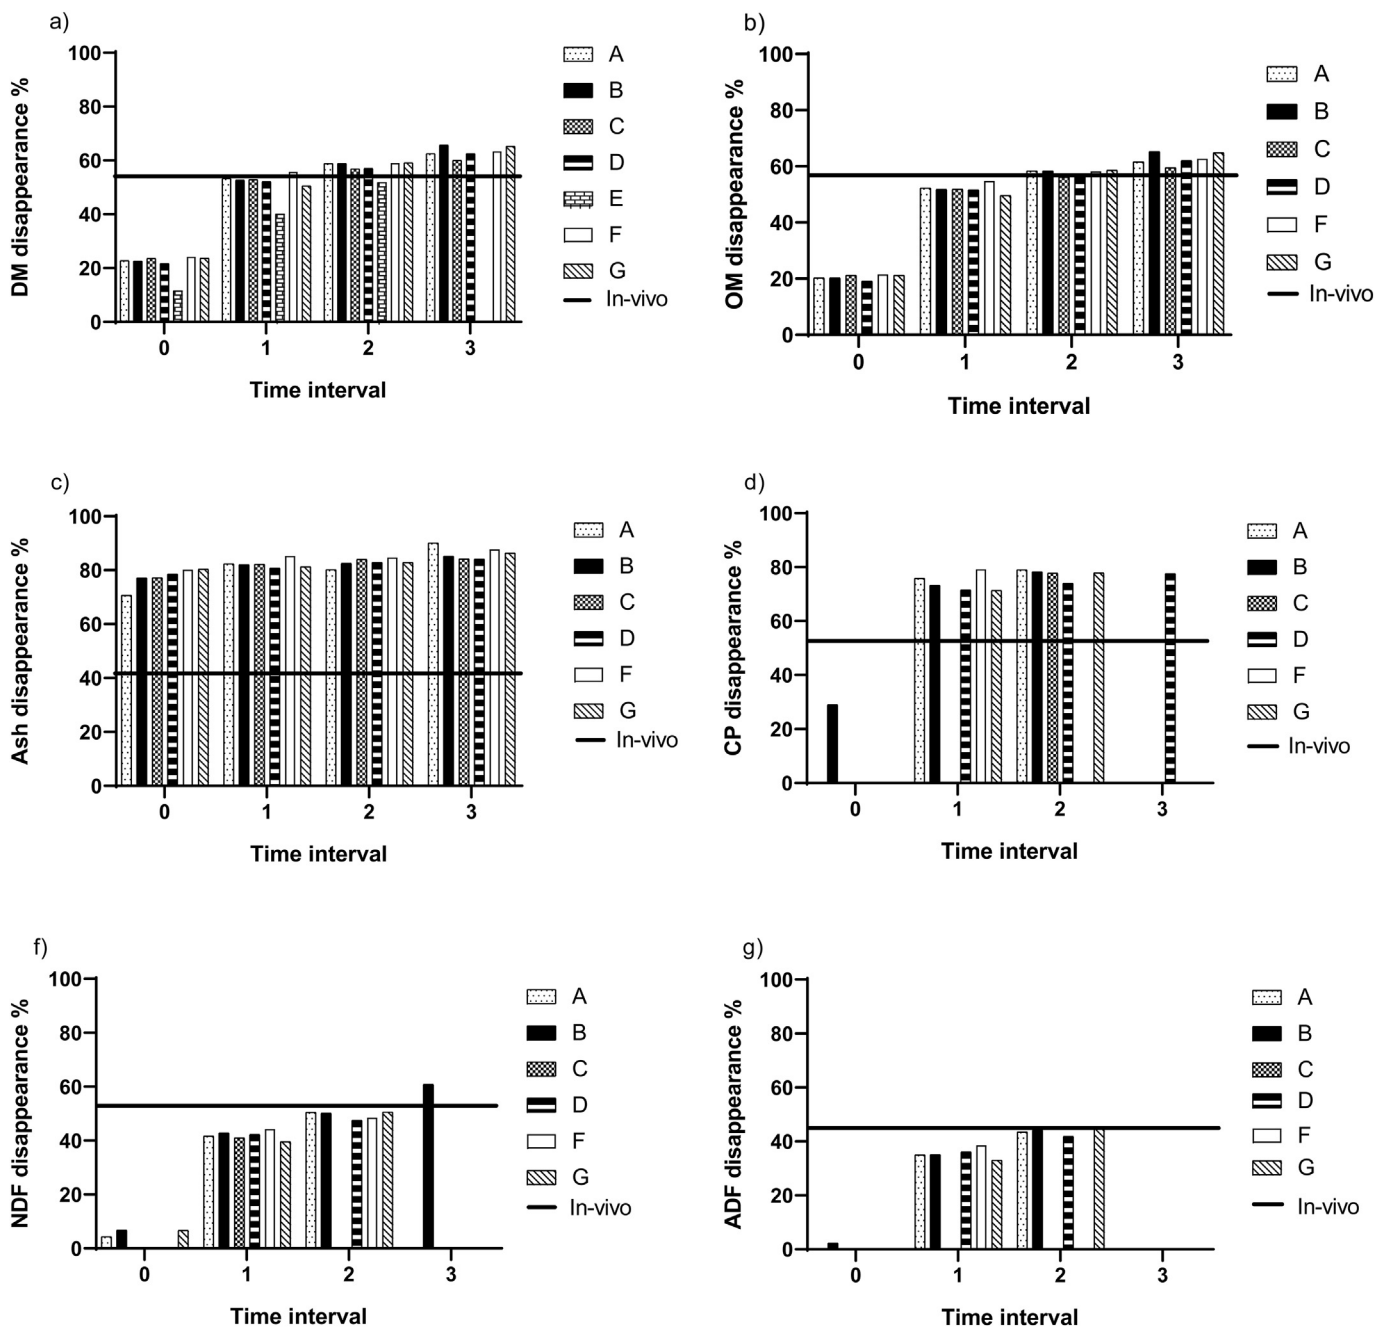 a)
DM disappearance %
100
80
60
40
20
0
0 1 2 3
Time interval
A
B
C
D
E
F
G
In-vivo
b)
OM disappearance %
100
80
60
40
20
0
0 1 2 3
Time interval
A
B
C
D
F
G
In-vivo
c)
Ash disappearance %
100
80
60
40
20
0
0 1 2 3
Time interval
A
B
C
D
F
G
In-vivo
d)
CP disappearance %
100
80
60
40
20
0
0 1 2 3
Time interval
A
B
C
D
F
G
In-vivo
f)
NDF disappearance %
100
80
60
40
20
0
0 1 2 3
Time interval
A
B
C
D
F
G
In-vivo
g)
ADF disappearance %
100
80
60
40
20
0
0 1 2 3
Time interval
A
B
C
D
F
G
In-vivo